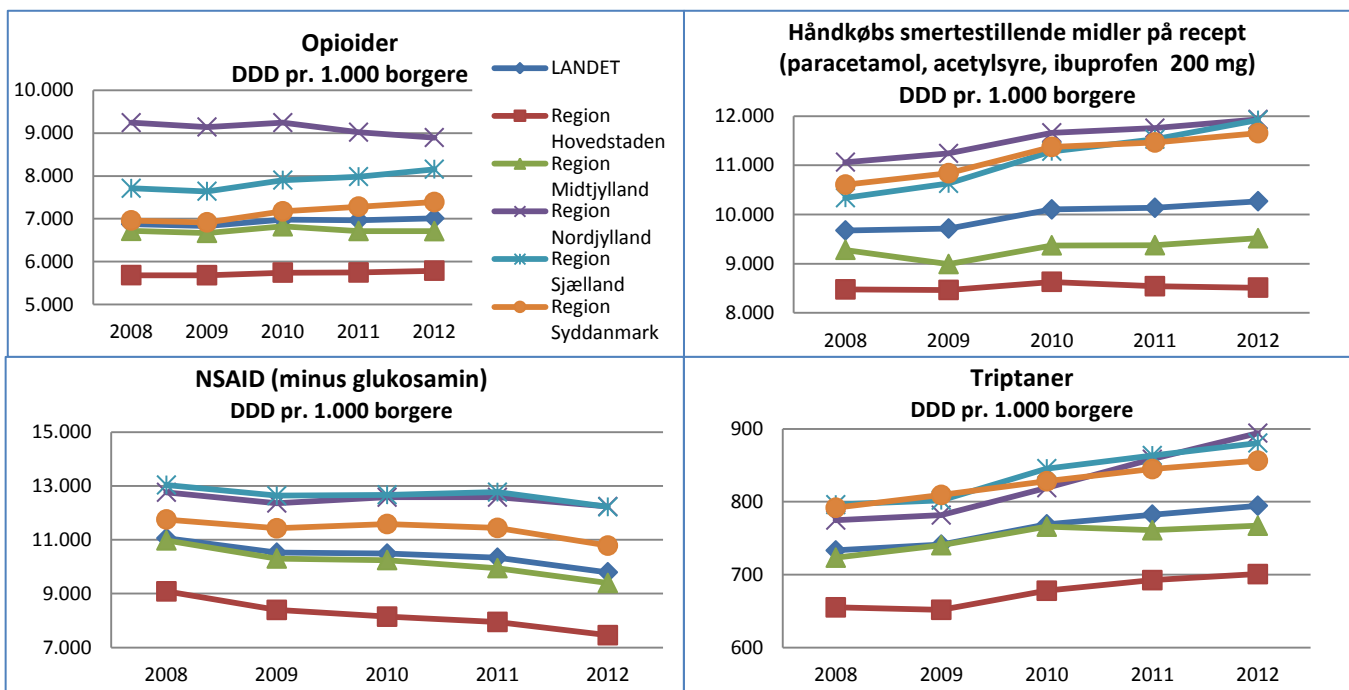 Opioider
DDD pr. 1.000 borgere
10.000
9.000
8.000
7.000
6.000
5.000
2008 2009 2010 2011 2012
LANDET
Region
Hovedstaden
Region
Midtjylland
Region
Nordjylland
Region
Sjælland
Region
Syddanmark
Håndkøbs smertestillende midler på recept
(paracetamol, acetylsyre, ibuprofen 200 mg)
DDD pr. 1.000 borgere
12.000
11.000
10.000
9.000
8.000
2008 2009 2010 2011 2012
NSAID (minus glukosamin)
DDD pr. 1.000 borgere
15.000
13.000
11.000
9.000
7.000
2008 2009 2010 2011 2012
Triptaner
DDD pr. 1.000 borgere
900
800
700
600
2008 2009 2010 2011 2012